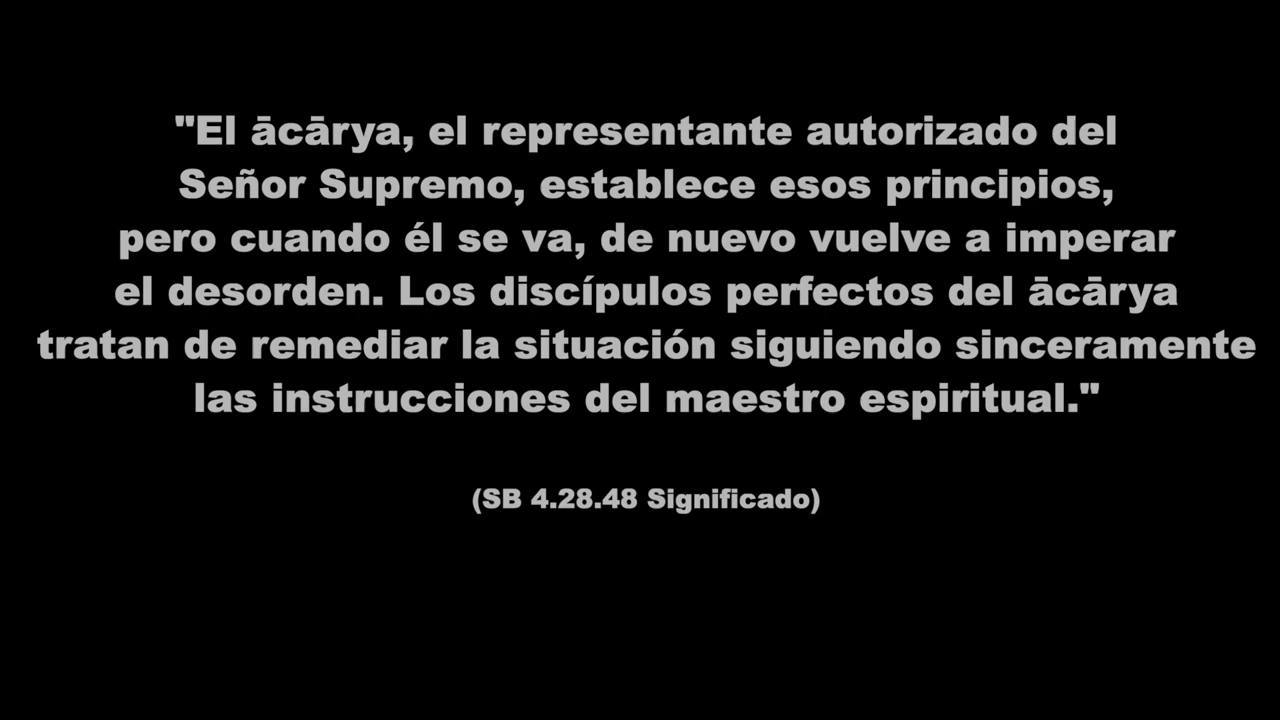 "El ācārya, el representante autorizado del
Señor Supremo, establece esos principios,
pero cuando él se va, de nuevo vuelve a imperar
el desorden. Los discípulos perfectos del ācārya
tratan de remediar la situación siguiendo sinceramente
las instrucciones del maestro espiritual."
(SB 4.28.48 Significado)